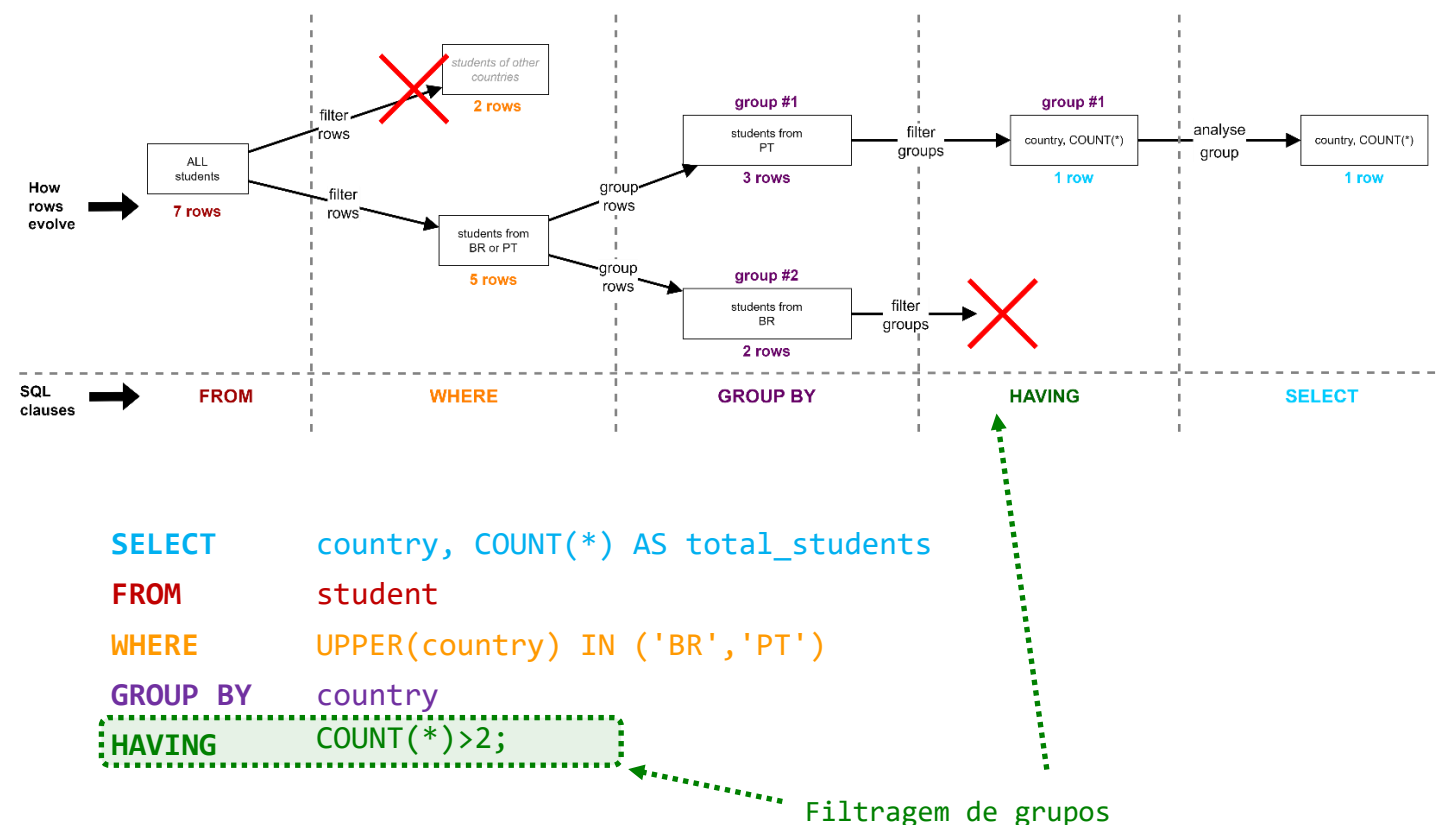 students of other
countries
2 rows
filter
rows
ALL
students
7 rows
How
rows
evolve
filter
rows
students from
BR or PT
5 rows
group
rows
group
rows
group #1
students from
PT
3 rows
group #2
students from
BR
2 rows
filter
groups
filter
groups
group #1
country, COUNT(*)
1 row
analyse
group
country, COUNT(*)
1 row
SQL
clauses
FROM
WHERE
GROUP BY
HAVING
SELECT
SELECT country, COUNT(*) AS total_students
FROM student
WHERE UPPER(country) IN ('BR','PT')
GROUP BY country
HAVING COUNT(*)>2;
Filtragem de grupos